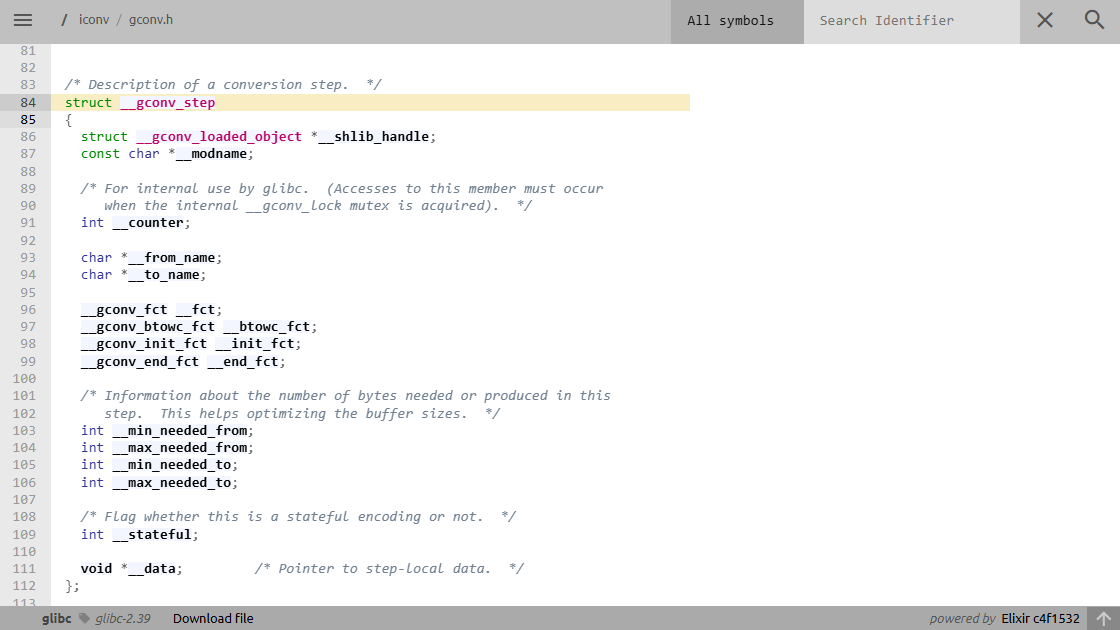 / iconv / gconv.h All symbols Search Identifier
81
82
83 /* Description of a conversion step.  */
84 struct __gconv_step
85 {
86   struct __gconv_loaded_object *__shlib_handle;
87   const char *__modname;
88
89   /* For internal use by glibc.  (Accesses to this member must occur
90      when the internal __gconv_lock mutex is acquired).  */
91   int __counter;
92
93   char *__from_name;
94   char *__to_name;
95
96   __gconv_fct __fct;
97   __gconv_btowc_fct __btowc_fct;
98   __gconv_init_fct __init_fct;
99   __gconv_end_fct __end_fct;
100
101   /* Information about the number of bytes needed or produced in this
102      step.  This helps optimizing the buffer sizes.  */
103   int __min_needed_from;
104   int __max_needed_from;
105   int __min_needed_to;
106   int __max_needed_to;
107
108   /* Flag whether this is a stateful encoding or not.  */
109   int __stateful;
110
111   void *__data;         /* Pointer to step-local data.  */
112 };
113
glibc glibc-2.39 Download file powered by Elixir c4f1532